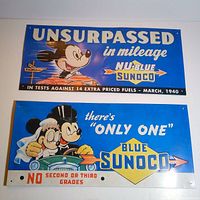 UNSURPASSED
in mileage
NU-BLUE
SUNOCO
IN TESTS AGAINST 14 EXTRA PRICED FUELS - MARCH, 1940
there's
"ONLY ONE"
BLUE
SUNOCO
NO SECOND OR THIRD
GRADES